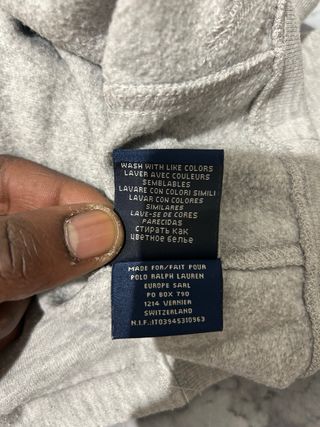 WASH WITH LIKE COLORS
LAVER AVEC COULEURS
SEMBLABLES
LAVARE CON COLORI SIMILI
LAVAR CON COLORES
SIMILARES
LAVE-SE DE CORES
PARECIDAS
СТИРАТЬ КАК
ЦВЕТНОЕ БЕЛЬЕ
MADE FOR/FAIT POUR
POLO RALPH LAUREN
EUROPE SARL
PO BOX 790
1214 VERNIER
SWITZERLAND
N.I.F.:IT03945310963